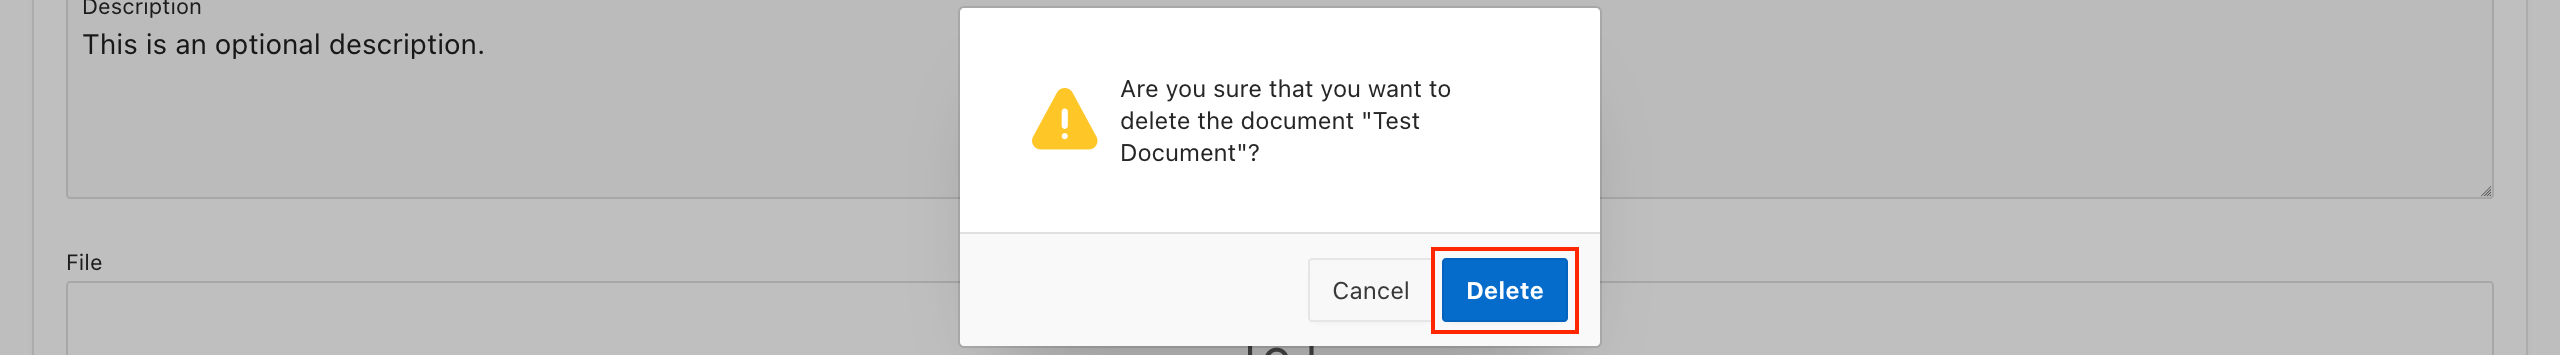 Description
This is an optional description.
Are you sure that you want to
delete the document "Test
Document"?
File
Cancel
Delete